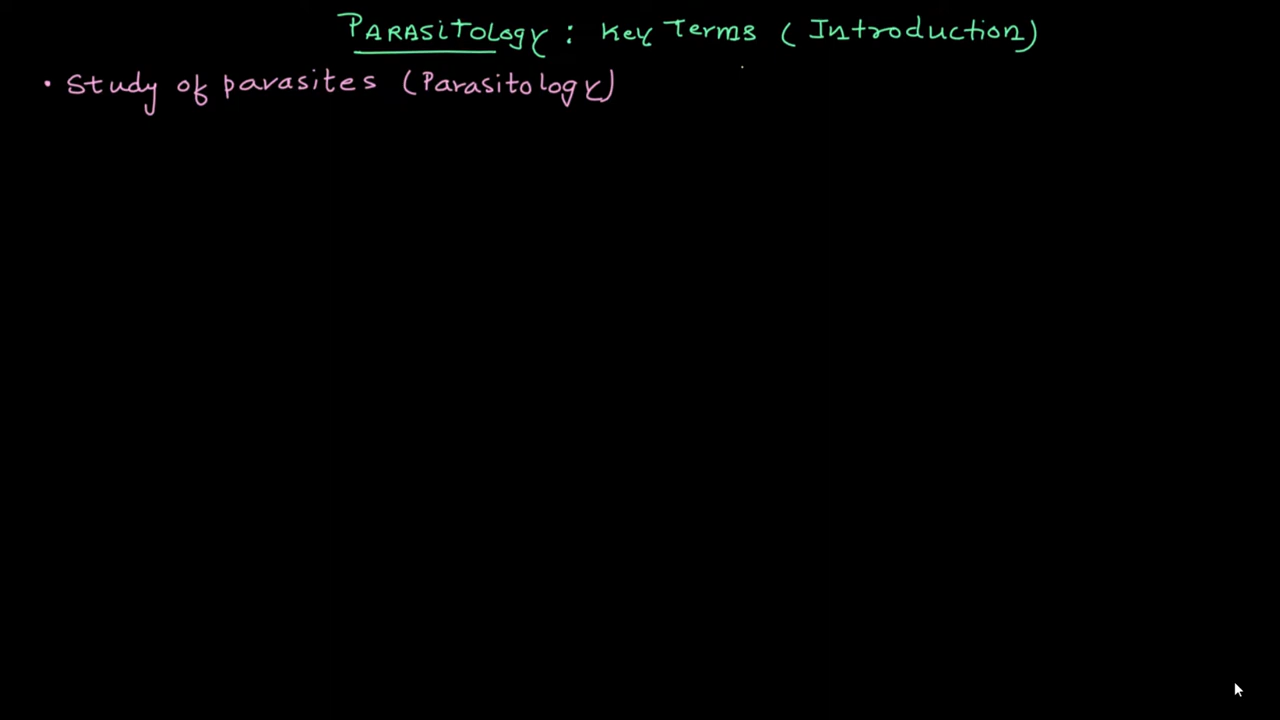 PARASITOLogy : Key Terms ( Introduction )
• Study of parasites (Parasitology)